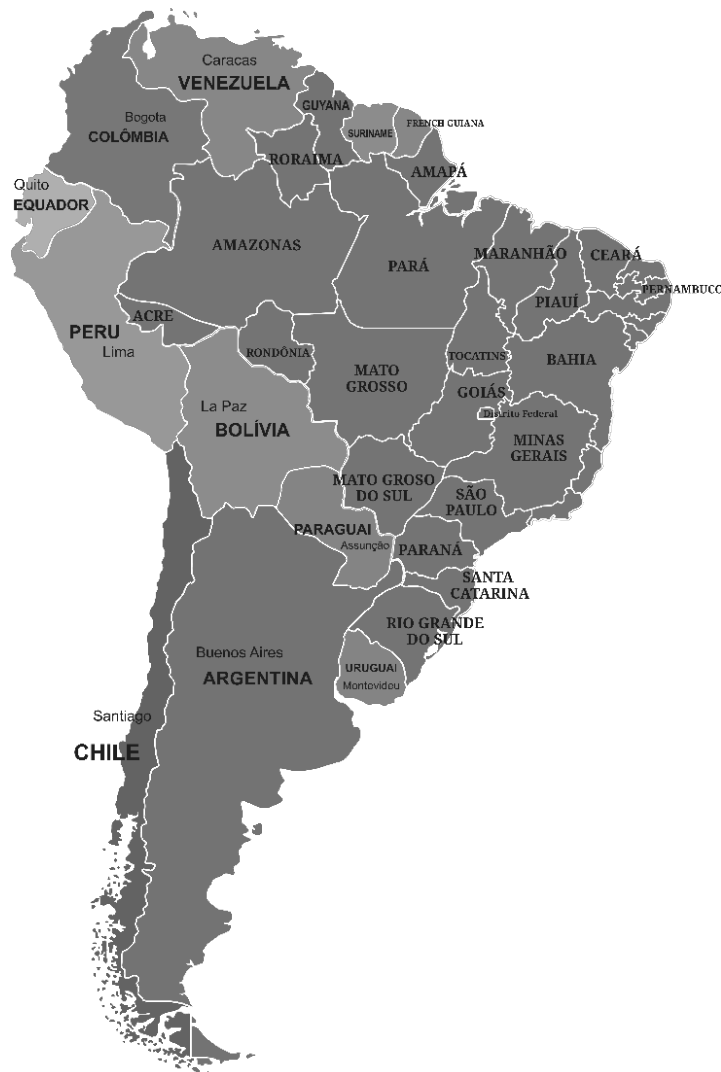 Caracas
VENEZUELA
GUYANA
Bogota
COLÔMBIA
SURINAME
FRENCH GUIANA
RORAIMA
AMAPÁ
Quito
EQUADOR
AMAZONAS
PARÁ
MARANHÃO
CEARÁ
PERNAMBUCO
PIAUÍ
ACRE
PERU
Lima
RONDÔNIA
TOCATINS
BAHIA
MATO
GROSSO
GOIÁS
Distrito Federal
La Paz
BOLÍVIA
MINAS
GERAIS
MATO GROSO
DO SUL
SÃO
PAULO
PARAGUAI
Assunção
PARANÁ
SANTA
CATARINA
RIO GRANDE
DO SUL
Buenos Aires
ARGENTINA
URUGUAI
Montovidou
Santiago
CHILE